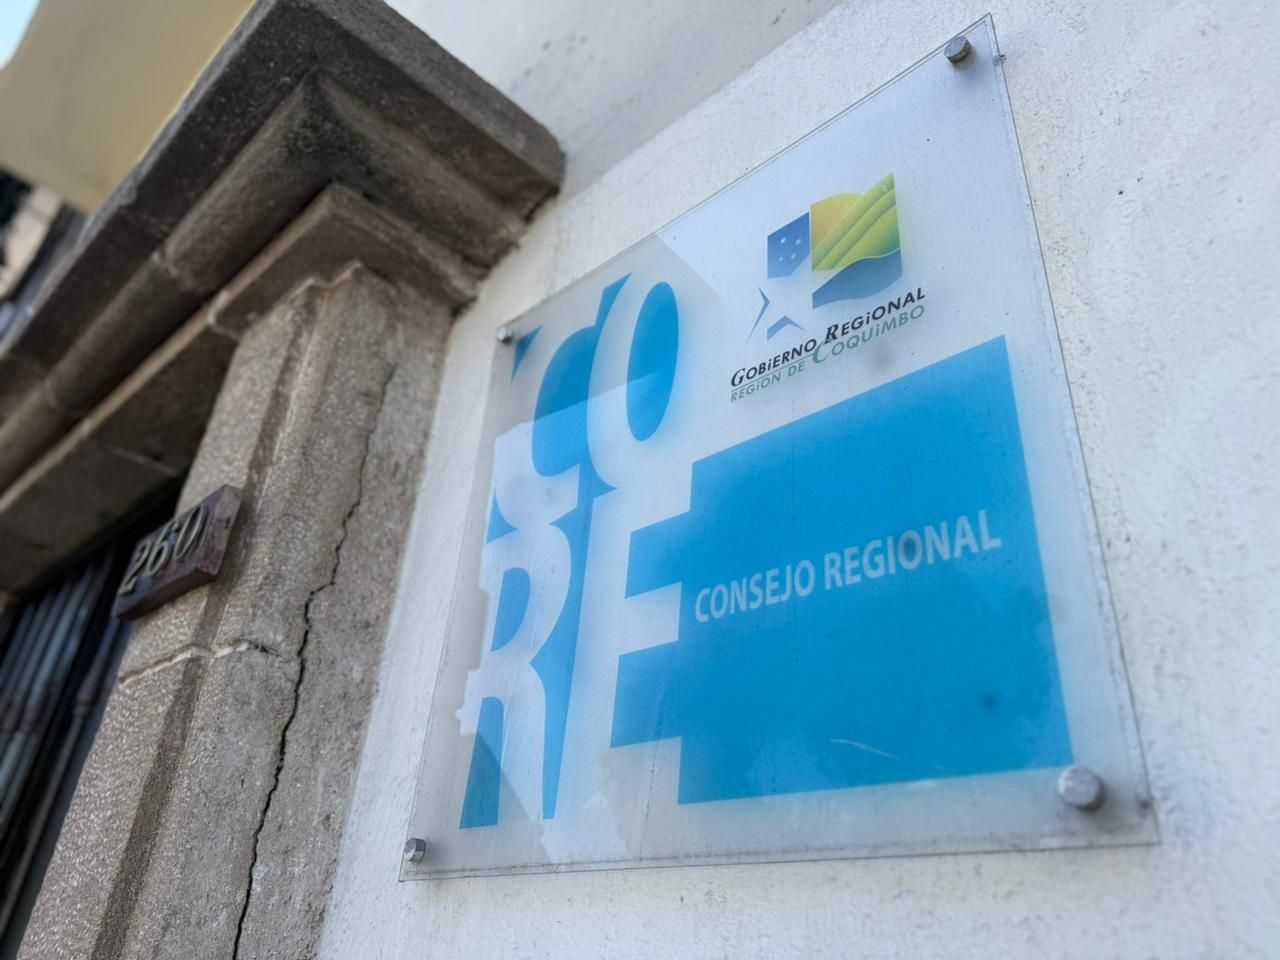 260
CO
RE
GOBiERNO REGiONAL
REGiÓN DE COQUiMBO
CONSEJO REGIONAL